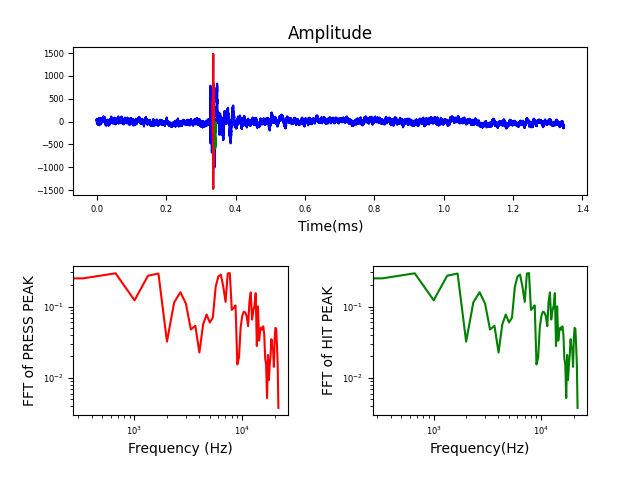 Amplitude
1500
1000
500
0
−500
−1000
−1500
0.0 0.2 0.4 0.6 0.8 1.0 1.2 1.4
Time(ms)
FFT of PRESS PEAK
10⁻¹
10⁻²
10³ 10⁴
Frequency (Hz)
FFT of HIT PEAK
10⁻¹
10⁻²
10³ 10⁴
Frequency(Hz)